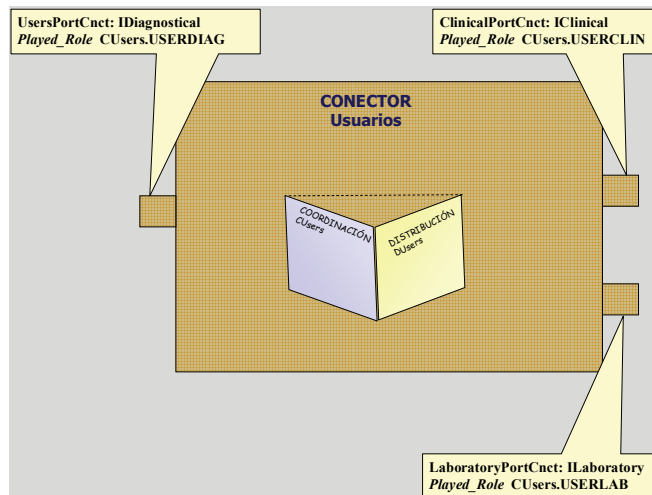 UsersPortCnct: IDiagnostical
Played_Role CUsers.USERDIAG
ClinicalPortCnct: IClinical
Played_Role CUsers.USERCLIN
CONECTOR
Usuarios
COORDINACIÓN
CUsers
DISTRIBUCIÓN
DUsers
LaboratoryPortCnct: ILaboratory
Played_Role CUsers.USERLAB